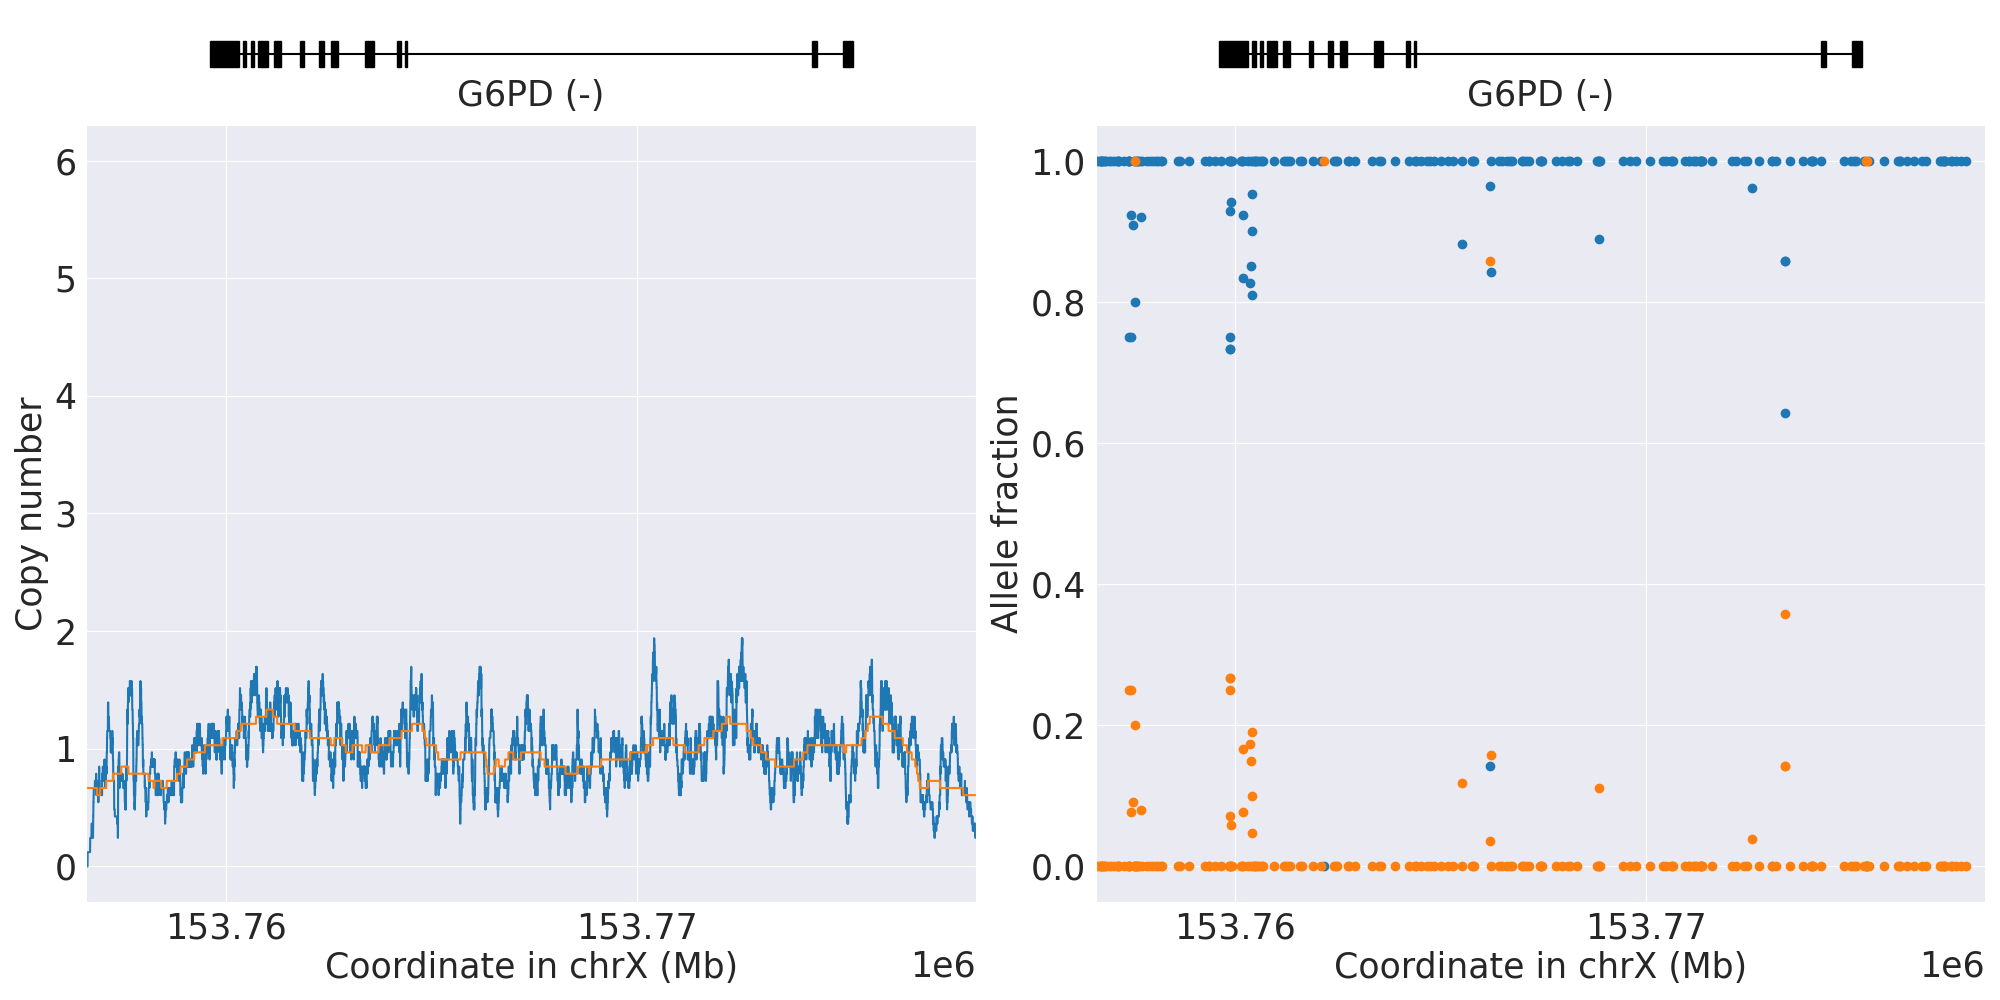 G6PD (-)
6
5
4
3
2
1
0
Copy number
153.76
153.77
Coordinate in chrX (Mb)
1e6
G6PD (-)
1.0
0.8
0.6
0.4
0.2
0.0
Allele fraction
153.76
153.77
Coordinate in chrX (Mb)
1e6